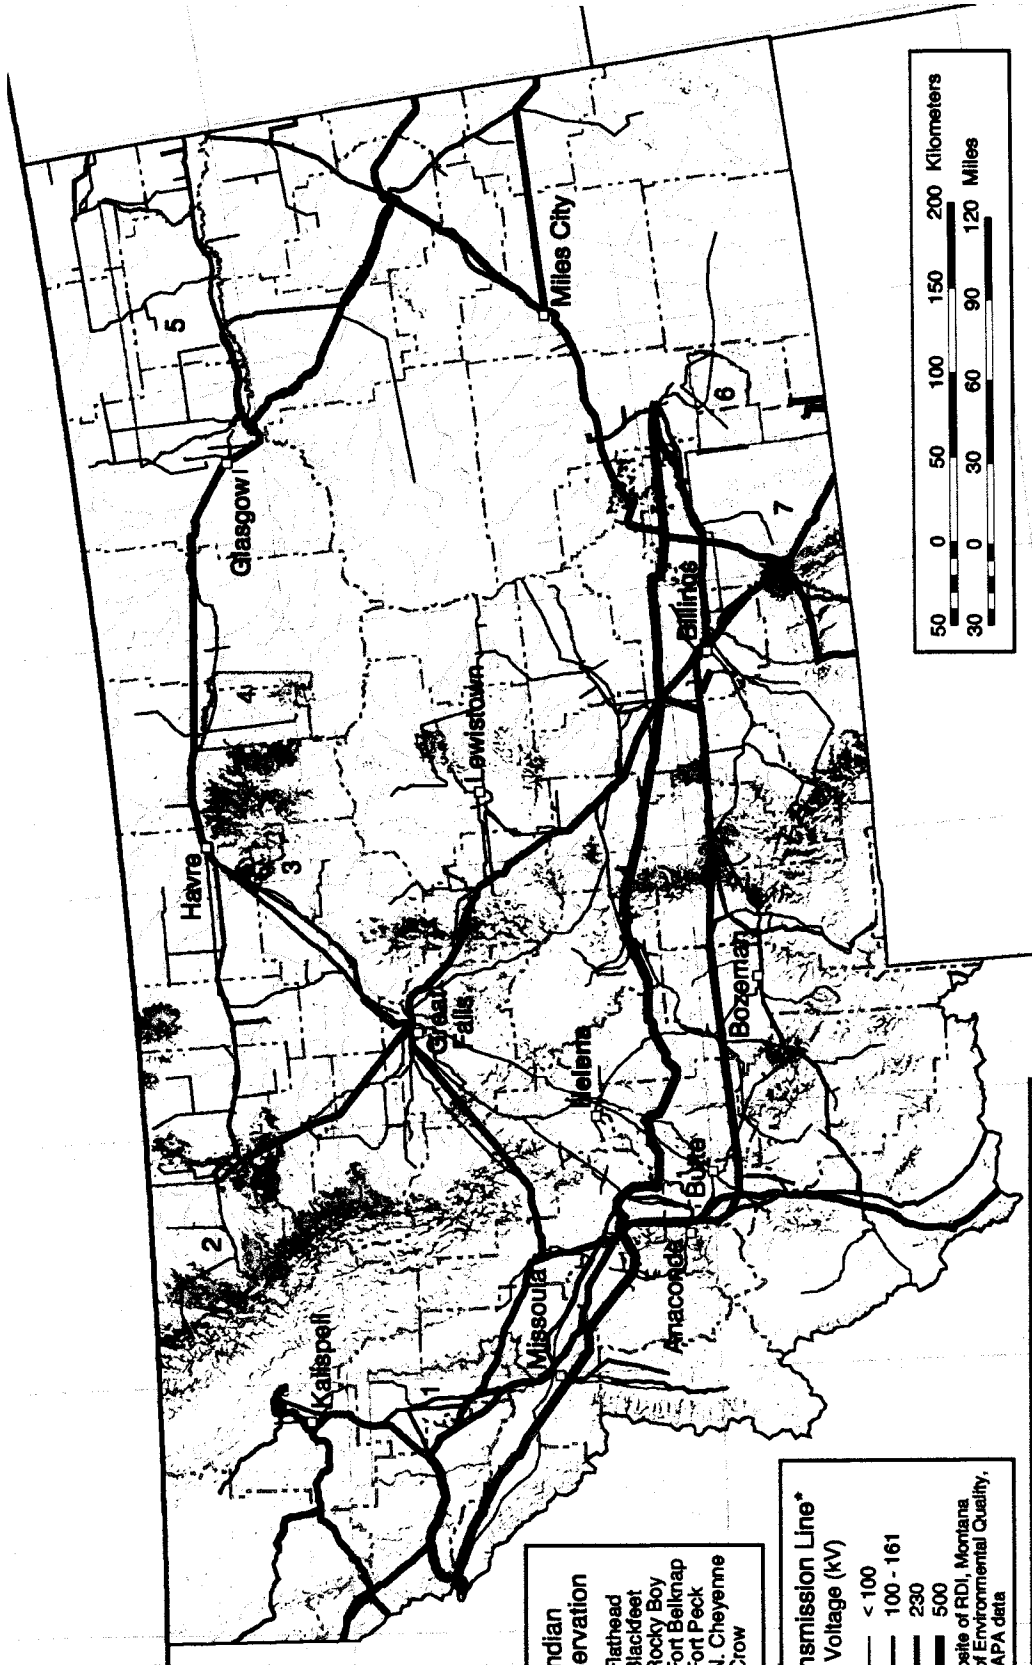 Havre
Glasgow
Kalispell
Great
Falls
Lewistown
Missoula
Helena
Miles City
Anaconda
Butte
Bozeman
Billings
1
2
3
4
5
6
7
ndian
ervation
lathead
lackfeet
Rocky Boy
ort Belknap
ort Peck
N. Cheyenne
Crow
nsmission Line*
Voltage (kV)
< 100
100 - 161
230
500
osite of RDI, Montana
of Environmental Quality,
APA data
50 0 50 100 150 200 Kilometers
30 0 30 60 90 120 Miles